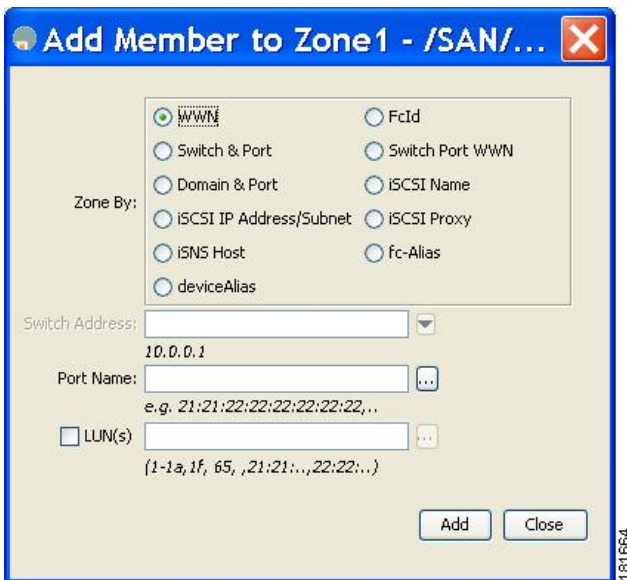 Add Member to Zone1 - /SAN/...
Zone By:
WWN
FcId
Switch & Port
Switch Port WWN
Domain & Port
iSCSI Name
iSCSI IP Address/Subnet
iSCSI Proxy
iSNS Host
fc-Alias
deviceAlias
Switch Address:
10.0.0.1
Port Name:
...
e.g. 21:21:22:22:22:22:22:22,..
LUN(s)
...
(1-1a,1f, 65, ,21:21:..,22:22:..)
Add
Close
181664